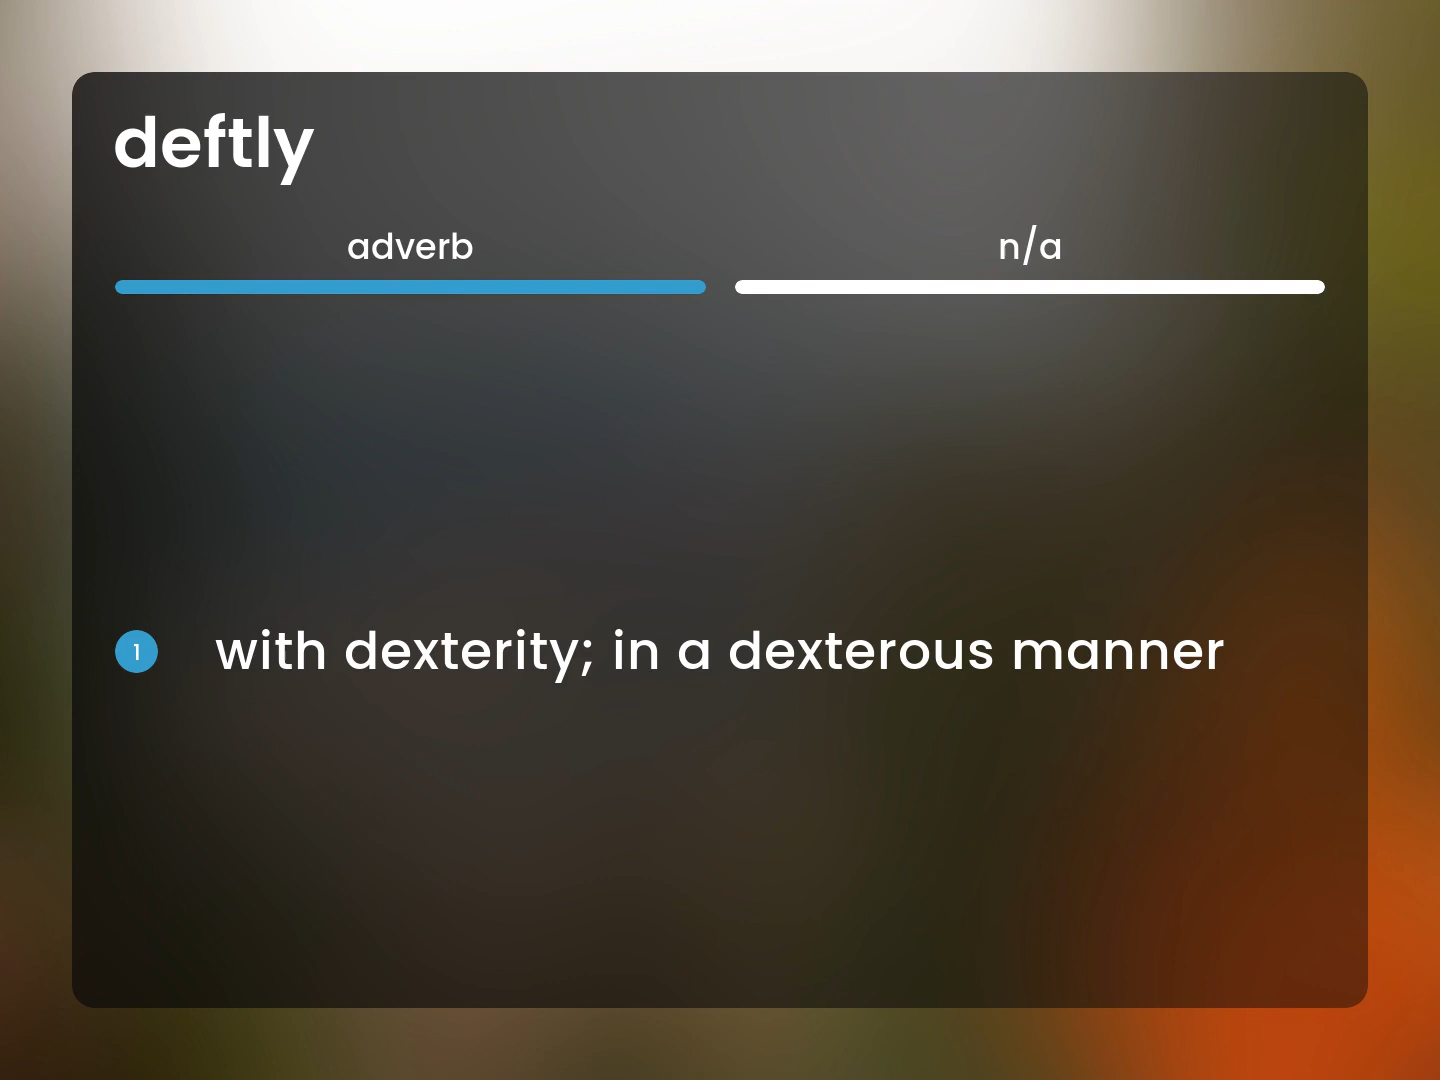 deftly
adverb
n/a
1
with dexterity; in a dexterous manner